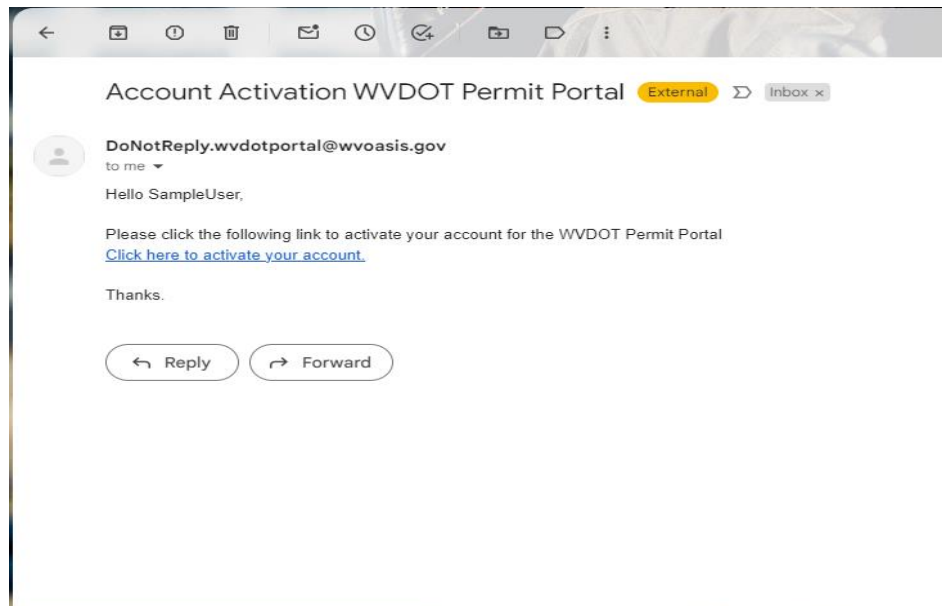 Account Activation WVDOT Permit Portal External Inbox ×
DoNotReply.wvdotportal@wvoasis.gov
to me
Hello SampleUser,
Please click the following link to activate your account for the WVDOT Permit Portal
Click here to activate your account.
Thanks.
Reply Forward